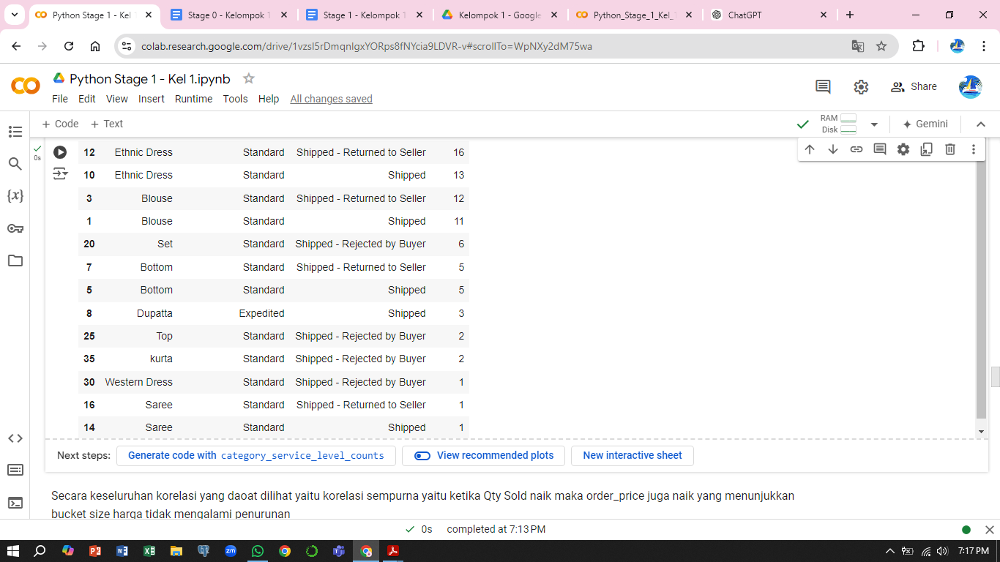 Python Stage 1 - Kel
Stage 0 - Kelompok 1
Stage 1 - Kelompok 1
Kelompok 1 - Google
Python_Stage_1_Kel_1
ChatGPT
colab.research.google.com/drive/1vzsI5rDmqnIgxYORps8fNYcia9LDVR-v#scrollTo=WpNXy2dM75wa
CO
Python Stage 1 - Kel 1.ipynb
File Edit View Insert Runtime Tools Help All changes saved
Share
+ Code + Text
RAM
Disk
Gemini
0s
12 Ethnic Dress Standard Shipped - Returned to Seller 16
10 Ethnic Dress Standard Shipped 13
3 Blouse Standard Shipped - Returned to Seller 12
1 Blouse Standard Shipped 11
20 Set Standard Shipped - Rejected by Buyer 6
7 Bottom Standard Shipped - Returned to Seller 5
5 Bottom Standard Shipped 5
8 Dupatta Expedited Shipped 3
25 Top Standard Shipped - Rejected by Buyer 2
35 kurta Standard Shipped - Rejected by Buyer 2
30 Western Dress Standard Shipped - Rejected by Buyer 1
16 Saree Standard Shipped - Returned to Seller 1
14 Saree Standard Shipped 1
{x}
Next steps: Generate code with category_service_level_counts View recommended plots New interactive sheet
Secara keseluruhan korelasi yang daoat dilihat yaitu korelasi sempurna yaitu ketika Qty Sold naik maka order_price juga naik yang menunjukkan
bucket size harga tidak mengalami penurunan
0s completed at 7:13 PM
zm
7:17 PM